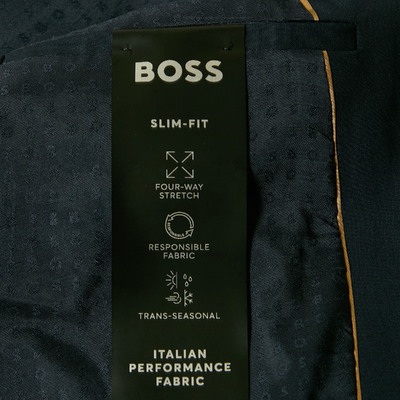 BOSS
SLIM-FIT
FOUR-WAY
STRETCH
RESPONSIBLE
FABRIC
TRANS-SEASONAL
ITALIAN
PERFORMANCE
FABRIC